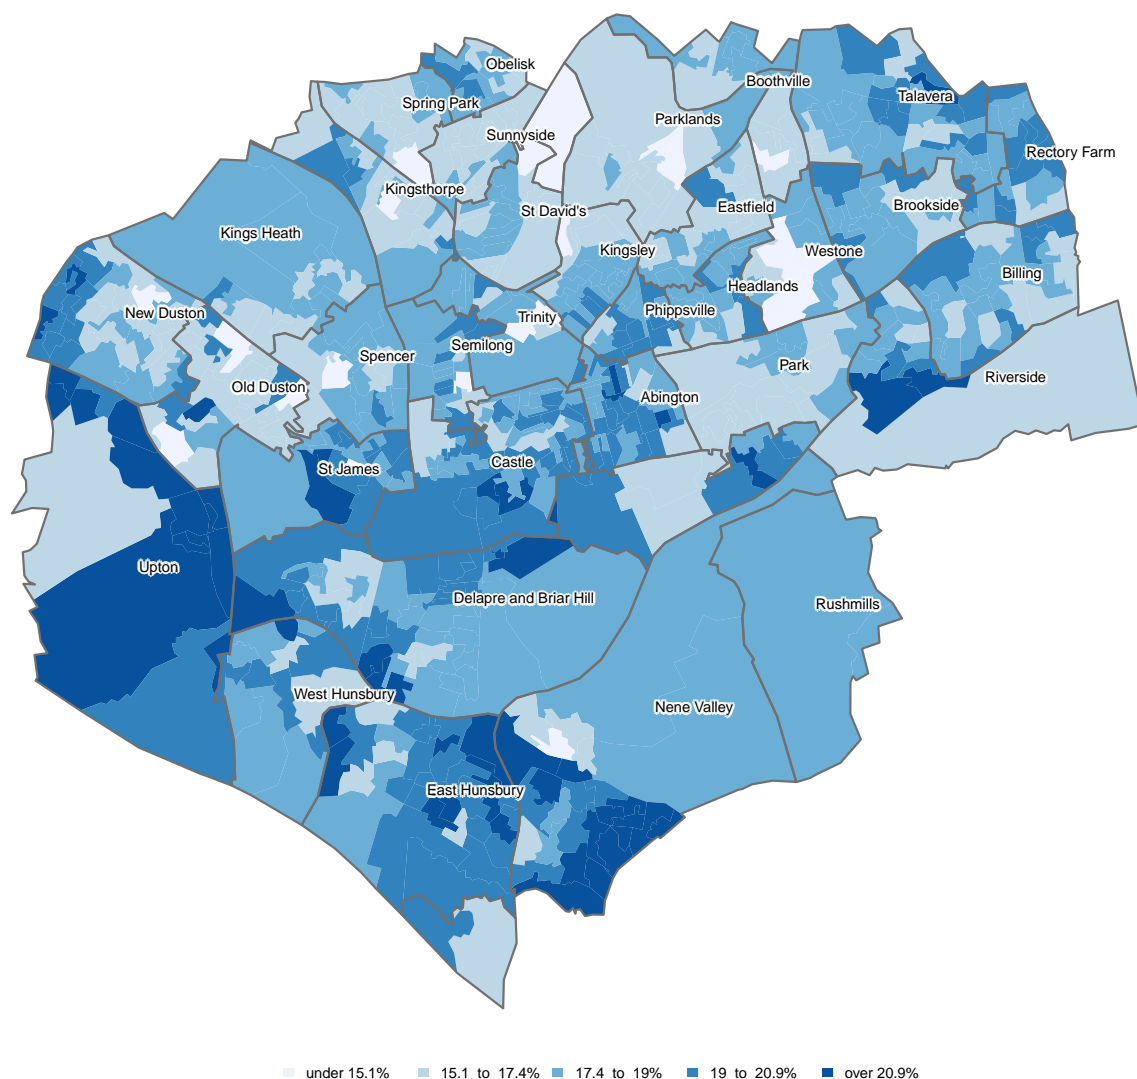 Obelisk
Boothville
Spring Park
Talavera
Parklands
Sunnyside
Rectory Farm
Kingsthorpe
Brookside
Eastfield
St David's
Kings Heath
Kingsley
Westone
Billing
Headlands
New Duston
Phippsville
Trinity
Semilong
Spencer
Park
Riverside
Old Duston
Abington
Castle
St James
Upton
Delapre and Briar Hill
Rushmills
West Hunsbury
Nene Valley
East Hunsbury
under 15.1% 15.1 to 17.4% 17.4 to 19% 19 to 20.9% over 20.9%